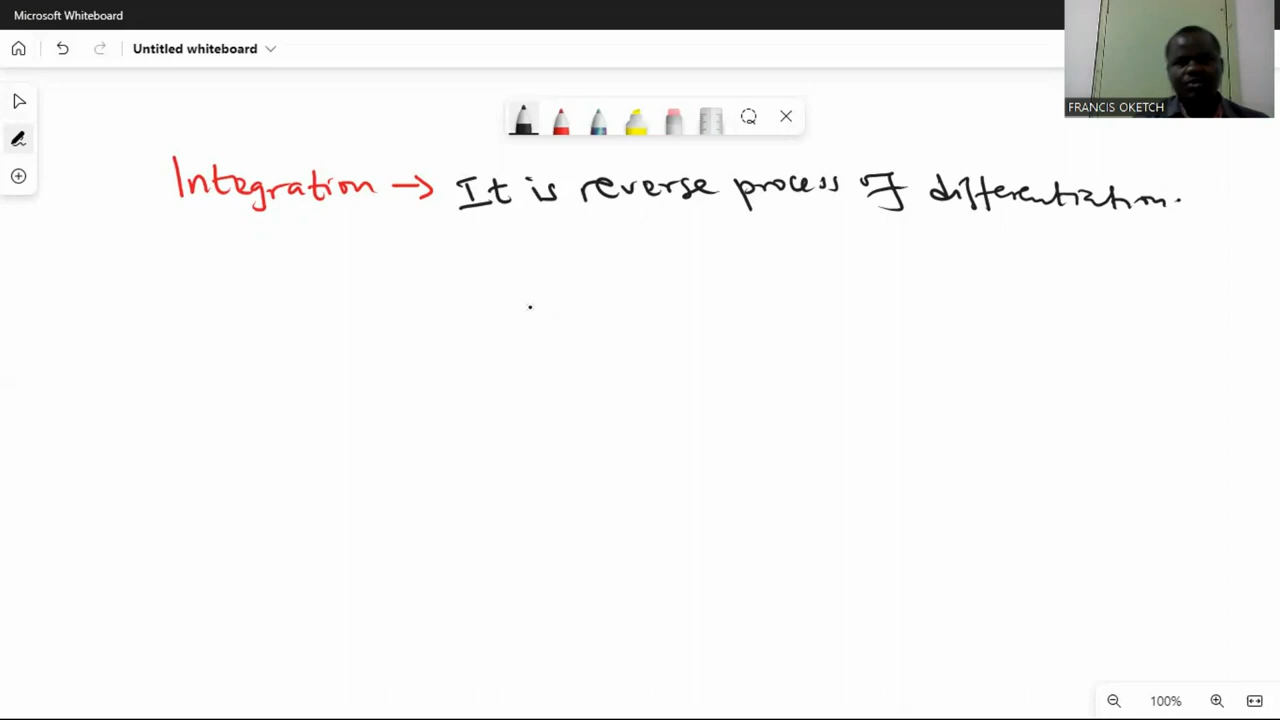 Microsoft Whiteboard
Untitled whiteboard
FRANCIS OKETCH
Integration → It is reverse process of differentiation.
100%